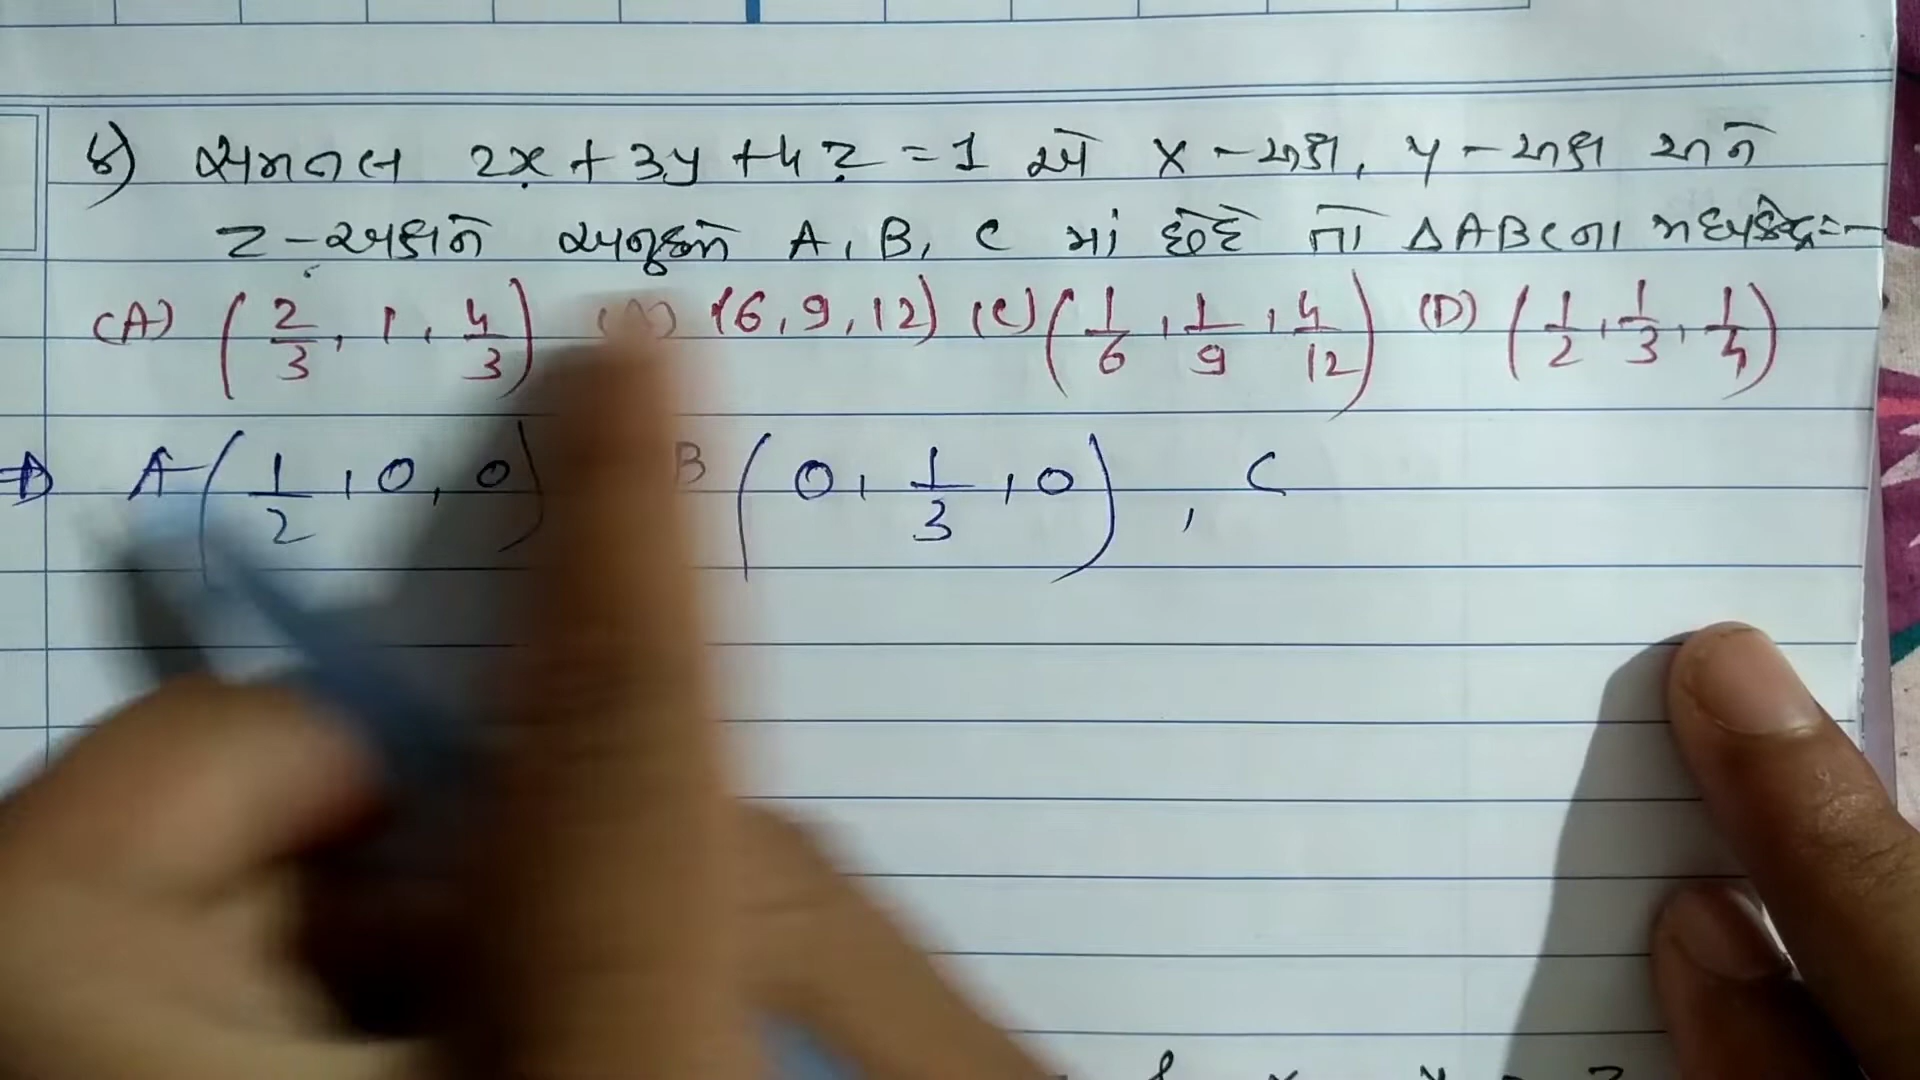 ૪) સમતલ 2x + 3y + 4z = 1 એ X - અક્ષ, Y - અક્ષ અને
Z - અક્ષને અનુક્રમે A, B, C માં છેદે તો ΔABCના મધ્યકેન્દ્ર =
(A) (2/3, 1, 4/3) (6, 9, 12) (C) (1/6, 1/9, 4/12) (D) (1/2, 1/3, 1/4)
⇒ A (1/2, 0, 0) B (0, 1/3, 0), C